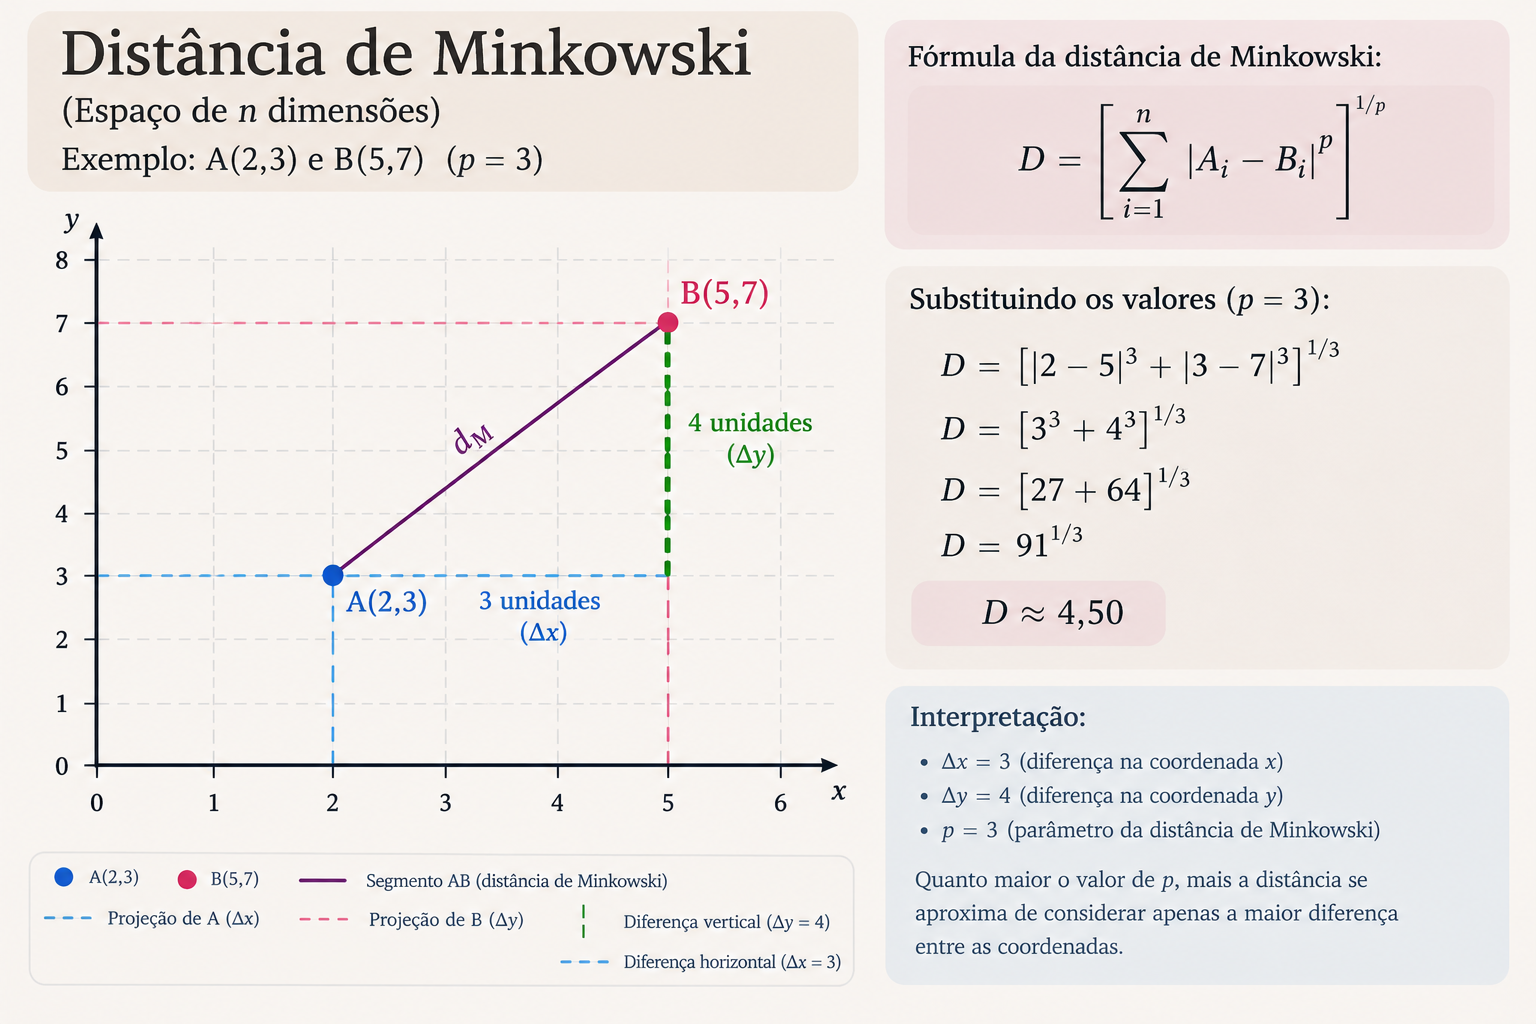 Distância de Minkowski
(Espaço de n dimensões)
Exemplo: A(2,3) e B(5,7) (p = 3)
y
8
7
6
5
4
3
2
1
0
0 1 2 3 4 5 6 x
B(5,7)
d_M
4 unidades
(Δy)
A(2,3)
3 unidades
(Δx)
A(2,3) B(5,7) Segmento AB (distância de Minkowski)
Projeção de A (Δx) Projeção de B (Δy) Diferença vertical (Δy = 4)
Diferença horizontal (Δx = 3)
Fórmula da distância de Minkowski:
D = [∑_{i=1}^{n} |A_i − B_i|^p]^{1/p}
Substituindo os valores (p = 3):
D = [|2 − 5|³ + |3 − 7|³]^{1/3}
D = [3³ + 4³]^{1/3}
D = [27 + 64]^{1/3}
D = 91^{1/3}
D ≈ 4,50
Interpretação:
• Δx = 3 (diferença na coordenada x)
• Δy = 4 (diferença na coordenada y)
• p = 3 (parâmetro da distância de Minkowski)
Quanto maior o valor de p, mais a distância se
aproxima de considerar apenas a maior diferença
entre as coordenadas.